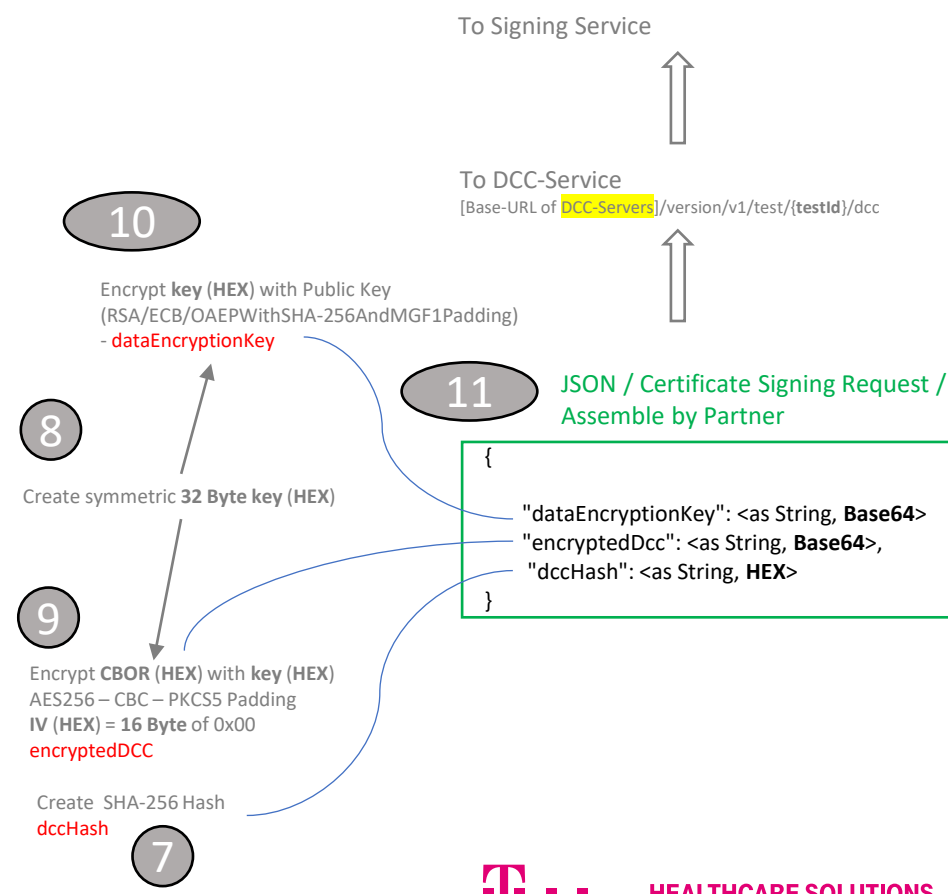 To Signing Service
To DCC-Service
[Base-URL of DCC-Servers]/version/v1/test/{testId}/dcc
10
Encrypt key (HEX) with Public Key
(RSA/ECB/OAEPWithSHA-256AndMGF1Padding)
- dataEncryptionKey
11
JSON / Certificate Signing Request /
Assemble by Partner
8
Create symmetric 32 Byte key (HEX)
{
"dataEncryptionKey": <as String, Base64>
"encryptedDcc": <as String, Base64>,
"dccHash": <as String, HEX>
}
9
Encrypt CBOR (HEX) with key (HEX)
AES256 – CBC – PKCS5 Padding
IV (HEX) = 16 Byte of 0x00
encryptedDCC
Create SHA-256 Hash
dccHash
7
T
HEALTHCARE SOLUTIONS